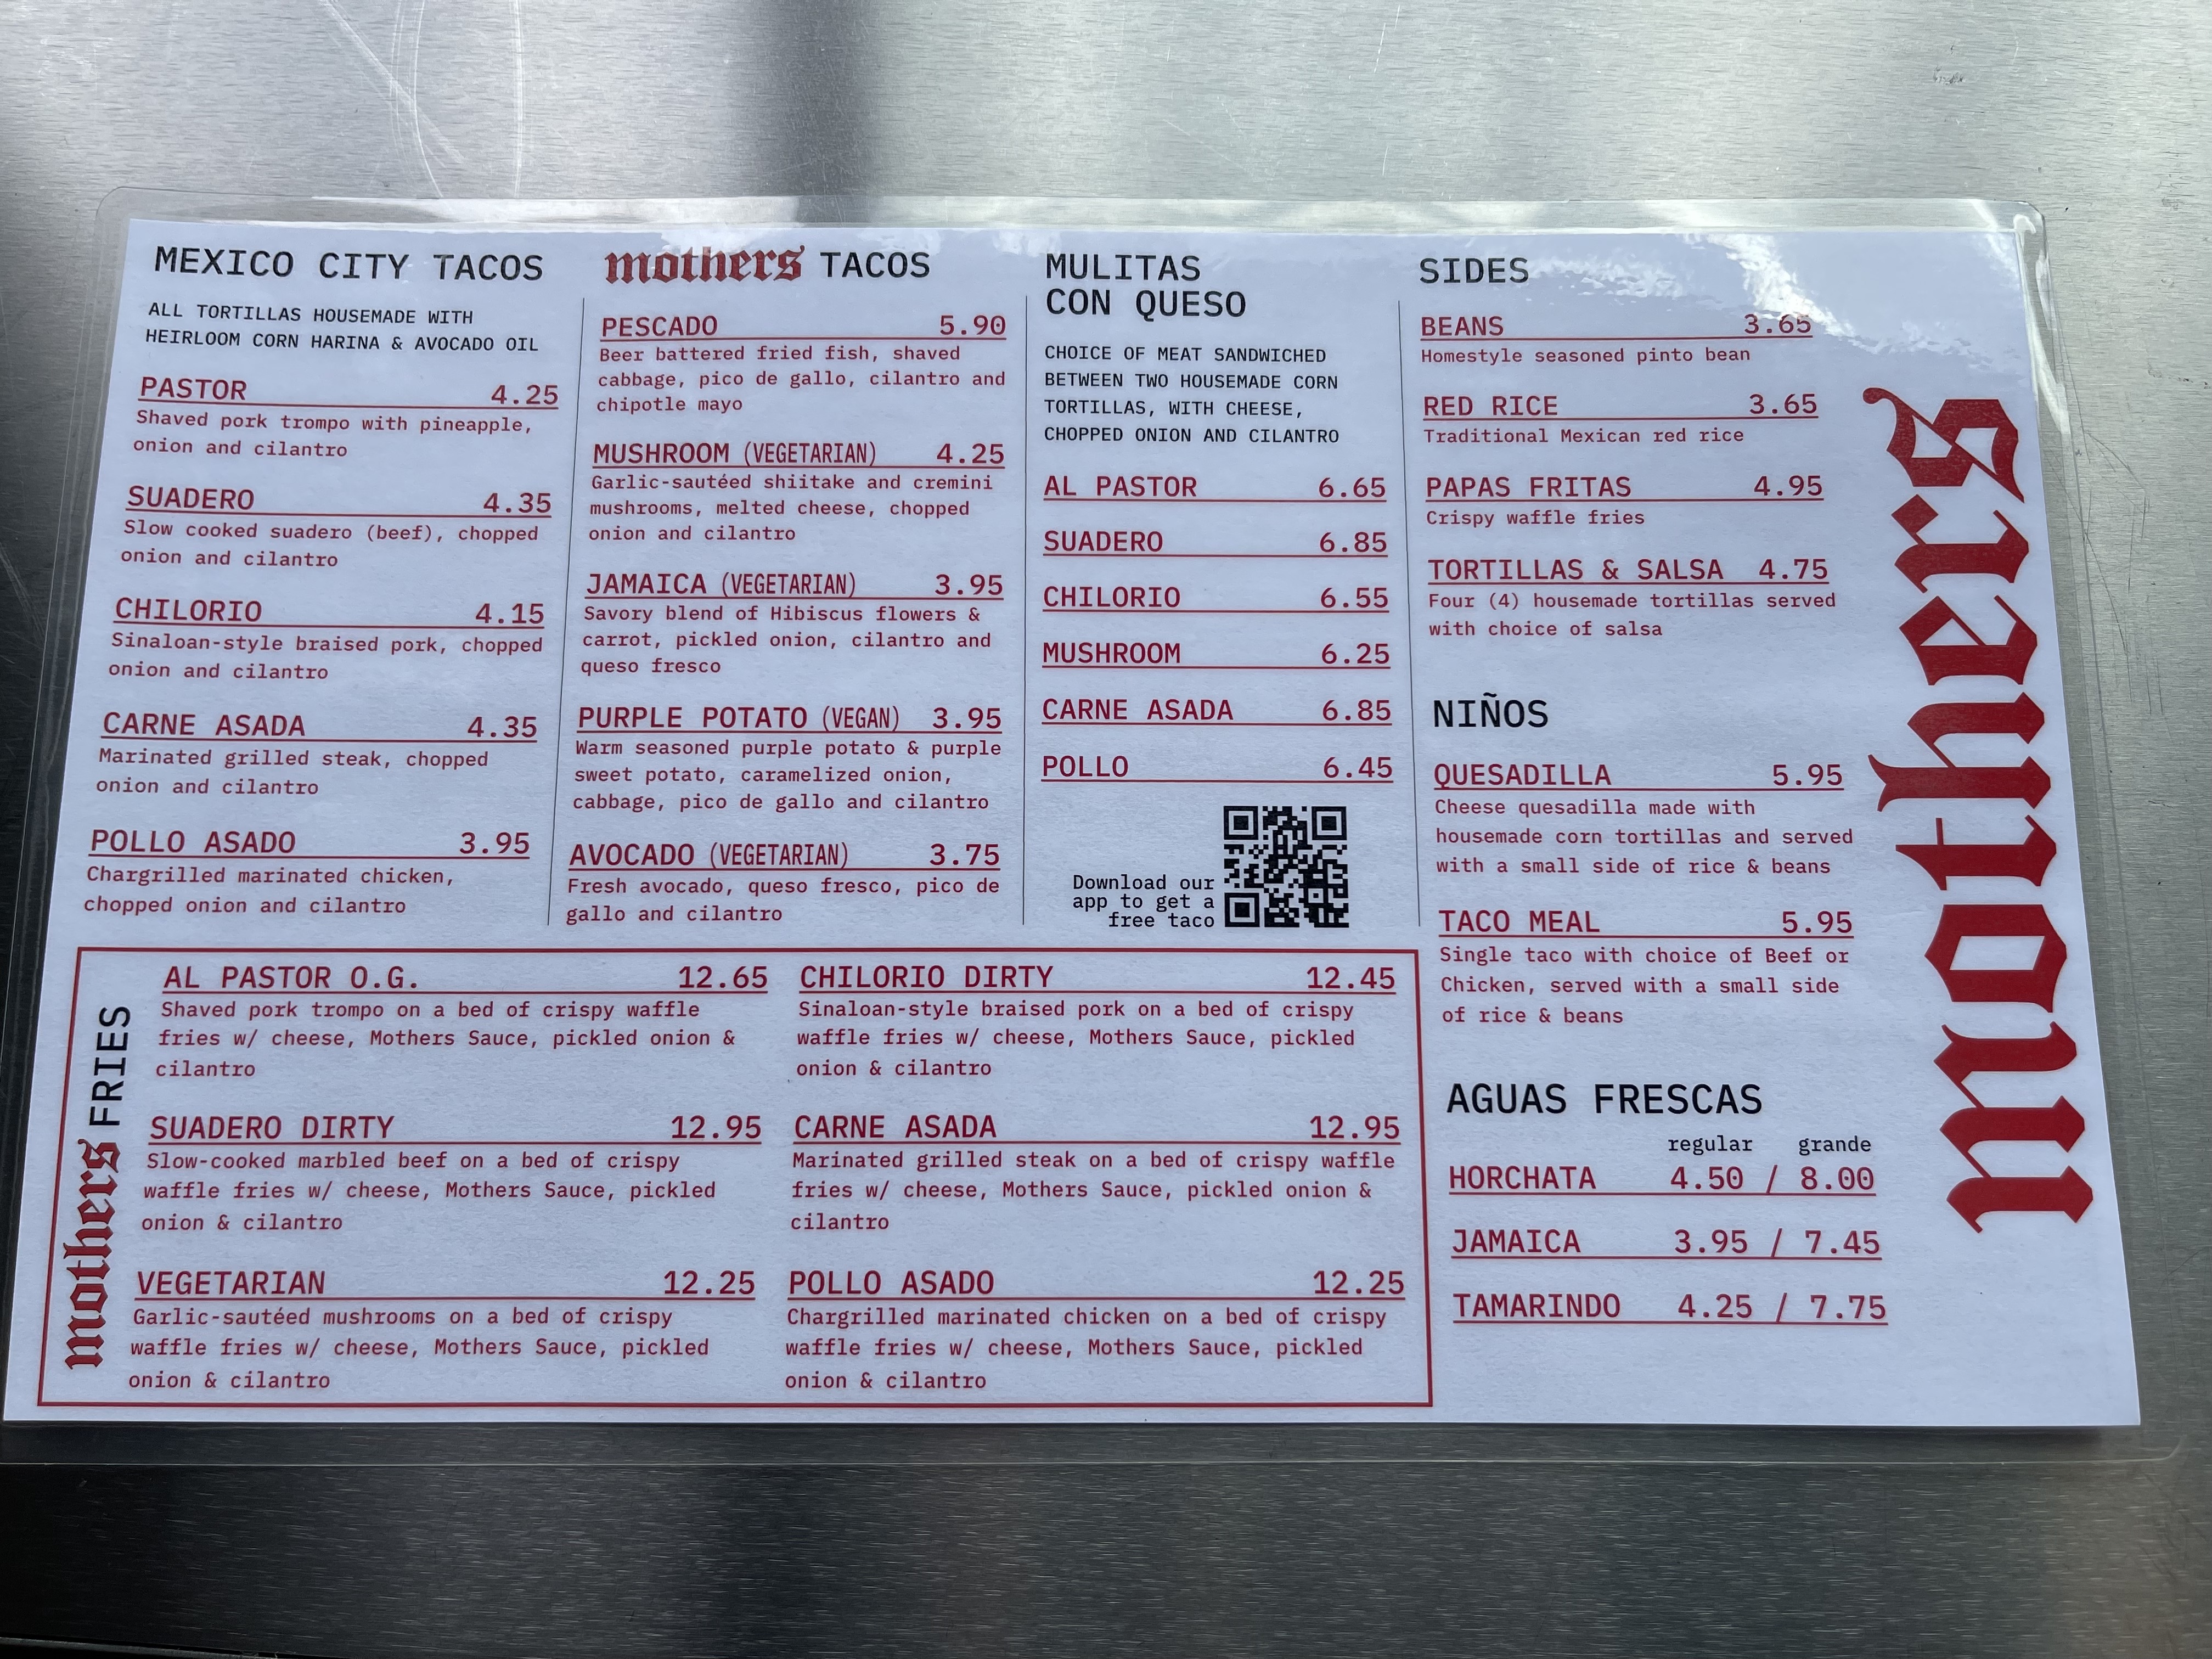 MEXICO CITY TACOS
ALL TORTILLAS HOUSEMADE WITH
HEIRLOOM CORN HARINA & AVOCADO OIL
PASTOR 4.25
Shaved pork trompo with pineapple,
onion and cilantro
SUADERO 4.35
Slow cooked suadero (beef), chopped
onion and cilantro
CHILORIO 4.15
Sinaloan-style braised pork, chopped
onion and cilantro
CARNE ASADA 4.35
Marinated grilled steak, chopped
onion and cilantro
POLLO ASADO 3.95
Chargrilled marinated chicken,
chopped onion and cilantro
mothers TACOS
PESCADO 5.90
Beer battered fried fish, shaved
cabbage, pico de gallo, cilantro and
chipotle mayo
MUSHROOM (VEGETARIAN) 4.25
Garlic-sautéed shiitake and cremini
mushrooms, melted cheese, chopped
onion and cilantro
JAMAICA (VEGETARIAN) 3.95
Savory blend of Hibiscus flowers &
carrot, pickled onion, cilantro and
queso fresco
PURPLE POTATO (VEGAN) 3.95
Warm seasoned purple potato & purple
sweet potato, caramelized onion,
cabbage, pico de gallo and cilantro
AVOCADO (VEGETARIAN) 3.75
Fresh avocado, queso fresco, pico de
gallo and cilantro
MULITAS
CON QUESO
CHOICE OF MEAT SANDWICHED
BETWEEN TWO HOUSEMADE CORN
TORTILLAS, WITH CHEESE,
CHOPPED ONION AND CILANTRO
AL PASTOR 6.65
SUADERO 6.85
CHILORIO 6.55
MUSHROOM 6.25
CARNE ASADA 6.85
POLLO 6.45
Download our
app to get a
free taco
SIDES
BEANS 3.65
Homestyle seasoned pinto bean
RED RICE 3.65
Traditional Mexican red rice
PAPAS FRITAS 4.95
Crispy waffle fries
TORTILLAS & SALSA 4.75
Four (4) housemade tortillas served
with choice of salsa
NIÑOS
QUESADILLA 5.95
Cheese quesadilla made with
housemade corn tortillas and served
with a small side of rice & beans
TACO MEAL 5.95
Single taco with choice of Beef or
Chicken, served with a small side
of rice & beans
AGUAS FRESCAS
regular grande
HORCHATA 4.50 / 8.00
JAMAICA 3.95 / 7.45
TAMARINDO 4.25 / 7.75
mothers
mothers FRIES
AL PASTOR O.G. 12.65
Shaved pork trompo on a bed of crispy waffle
fries w/ cheese, Mothers Sauce, pickled onion &
cilantro
SUADERO DIRTY 12.95
Slow-cooked marbled beef on a bed of crispy
waffle fries w/ cheese, Mothers Sauce, pickled
onion & cilantro
VEGETARIAN 12.25
Garlic-sautéed mushrooms on a bed of crispy
waffle fries w/ cheese, Mothers Sauce, pickled
onion & cilantro
CHILORIO DIRTY 12.45
Sinaloan-style braised pork on a bed of crispy
waffle fries w/ cheese, Mothers Sauce, pickled
onion & cilantro
CARNE ASADA 12.95
Marinated grilled steak on a bed of crispy waffle
fries w/ cheese, Mothers Sauce, pickled onion &
cilantro
POLLO ASADO 12.25
Chargrilled marinated chicken on a bed of crispy
waffle fries w/ cheese, Mothers Sauce, pickled
onion & cilantro